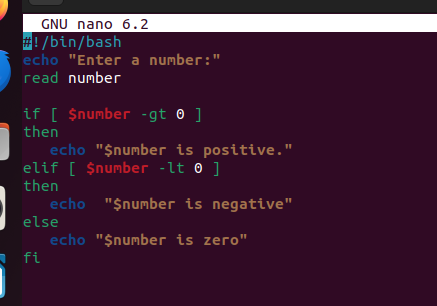 GNU nano 6.2
#!/bin/bash
echo "Enter a number:"
read number
if [ $number -gt 0 ]
then
echo "$number is positive."
elif [ $number -lt 0 ]
then
echo  "$number is negative"
else
echo "$number is zero"
fi